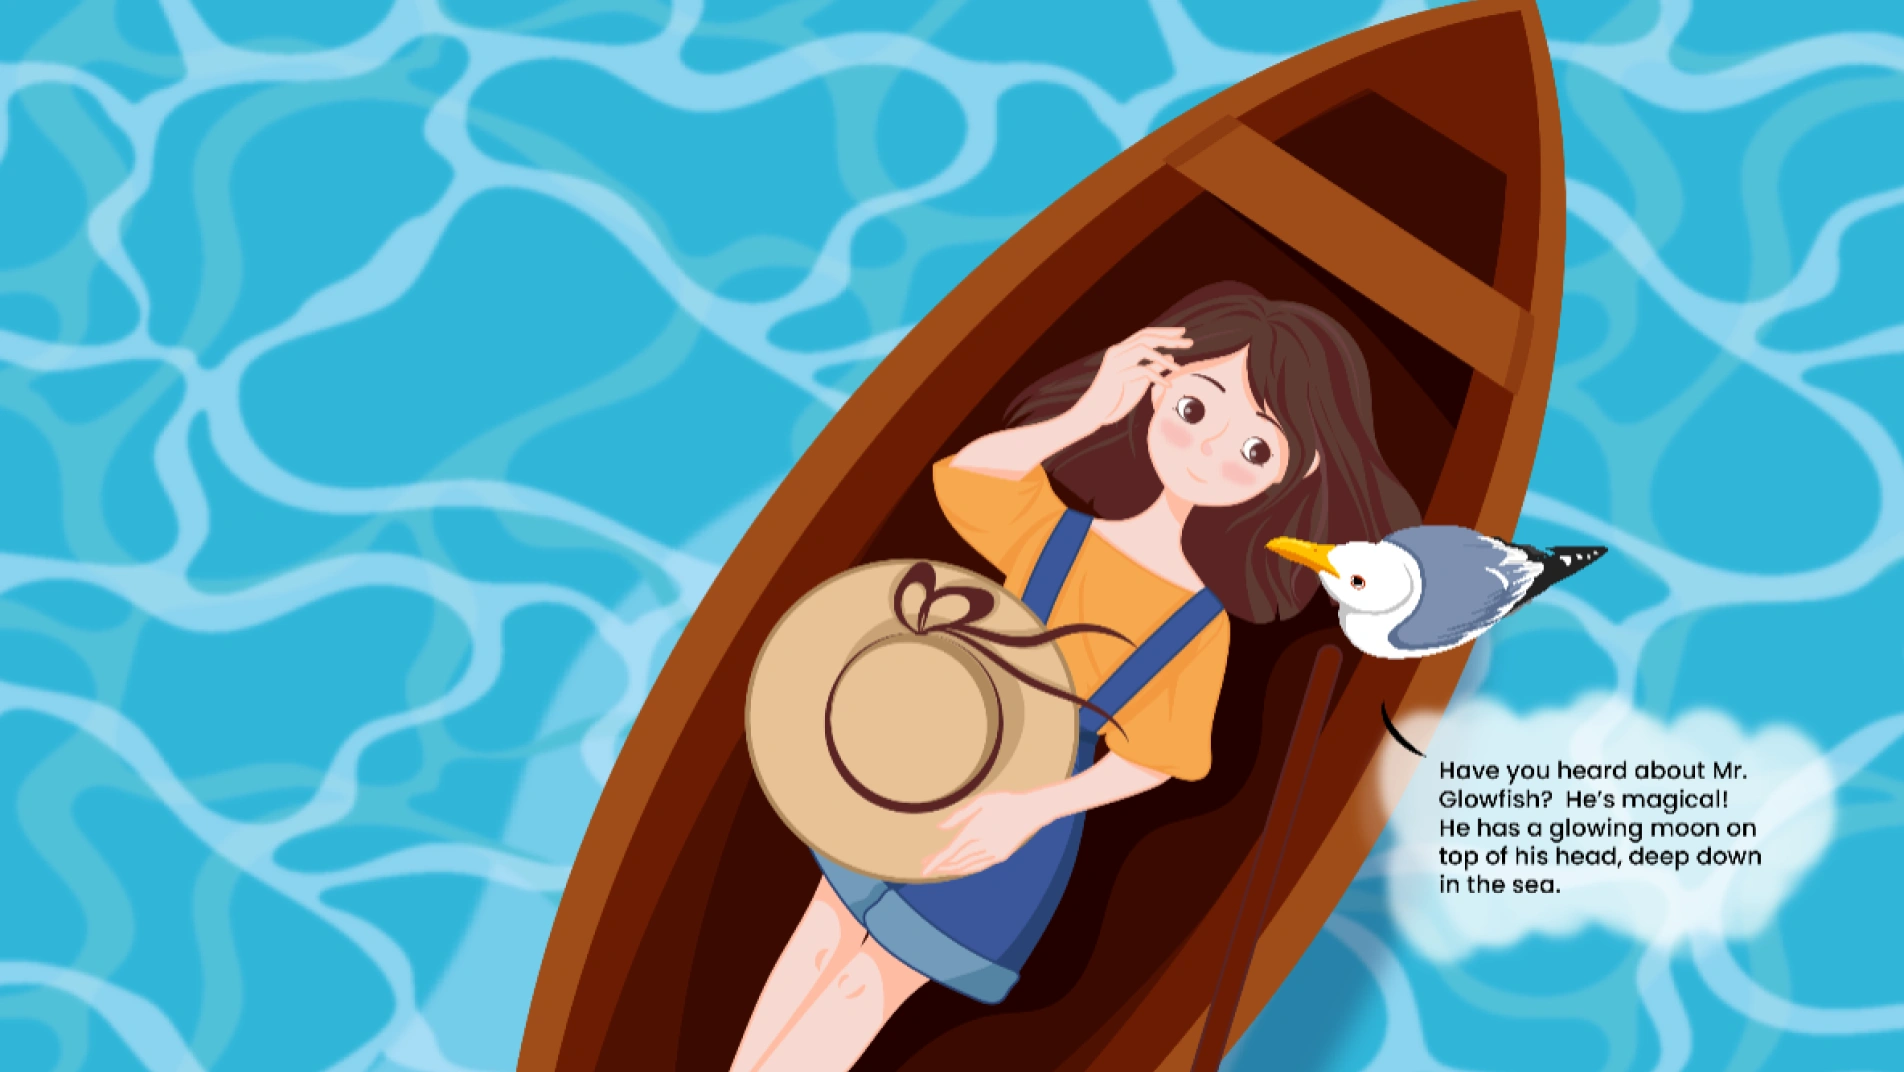 Have you heard about Mr.
Glowfish?  He's magical!
He has a glowing moon on
top of his head, deep down
in the sea.